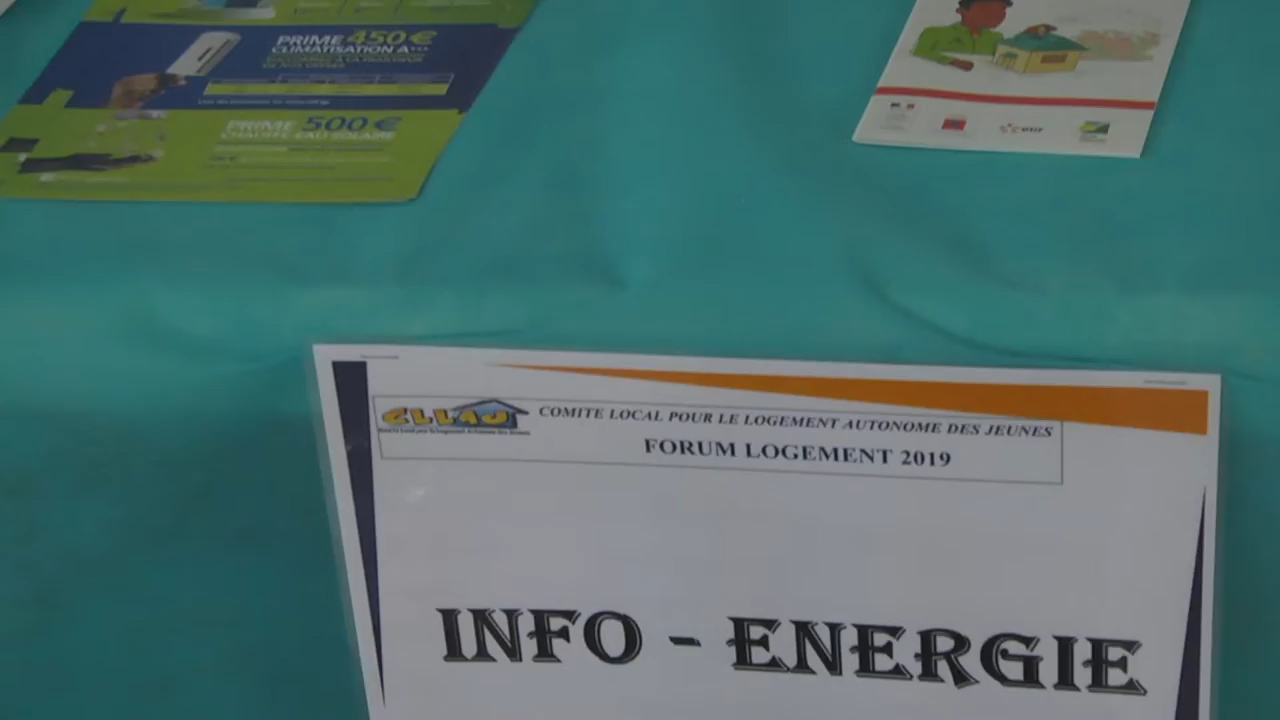 PRIME 450 €
CLIMATISATION A+++
PRIME 500 €
CHAUFFE-EAU SOLAIRE
CLLAJ
COMITE LOCAL POUR LE LOGEMENT AUTONOME DES JEUNES
FORUM LOGEMENT 2019
INFO - ENERGIE